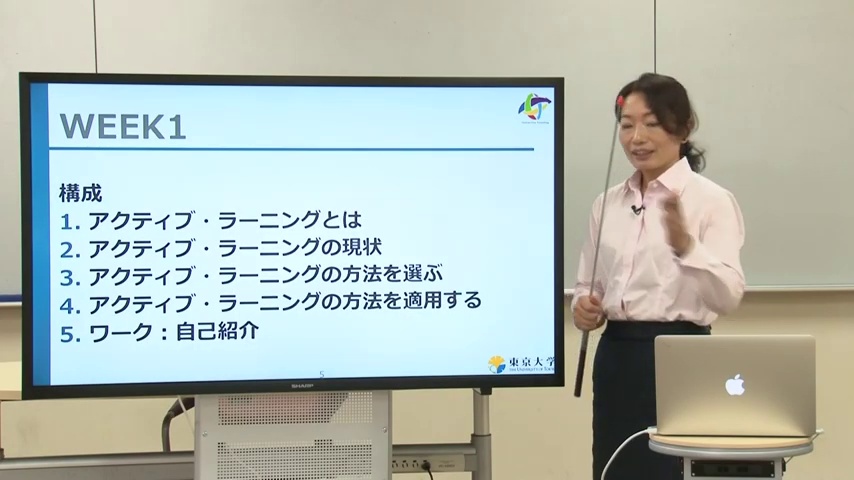 WEEK1
構成
1. アクティブ・ラーニングとは
2. アクティブ・ラーニングの現状
3. アクティブ・ラーニングの方法を選ぶ
4. アクティブ・ラーニングの方法を適用する
5. ワーク：自己紹介
5
東京大学
SHARP